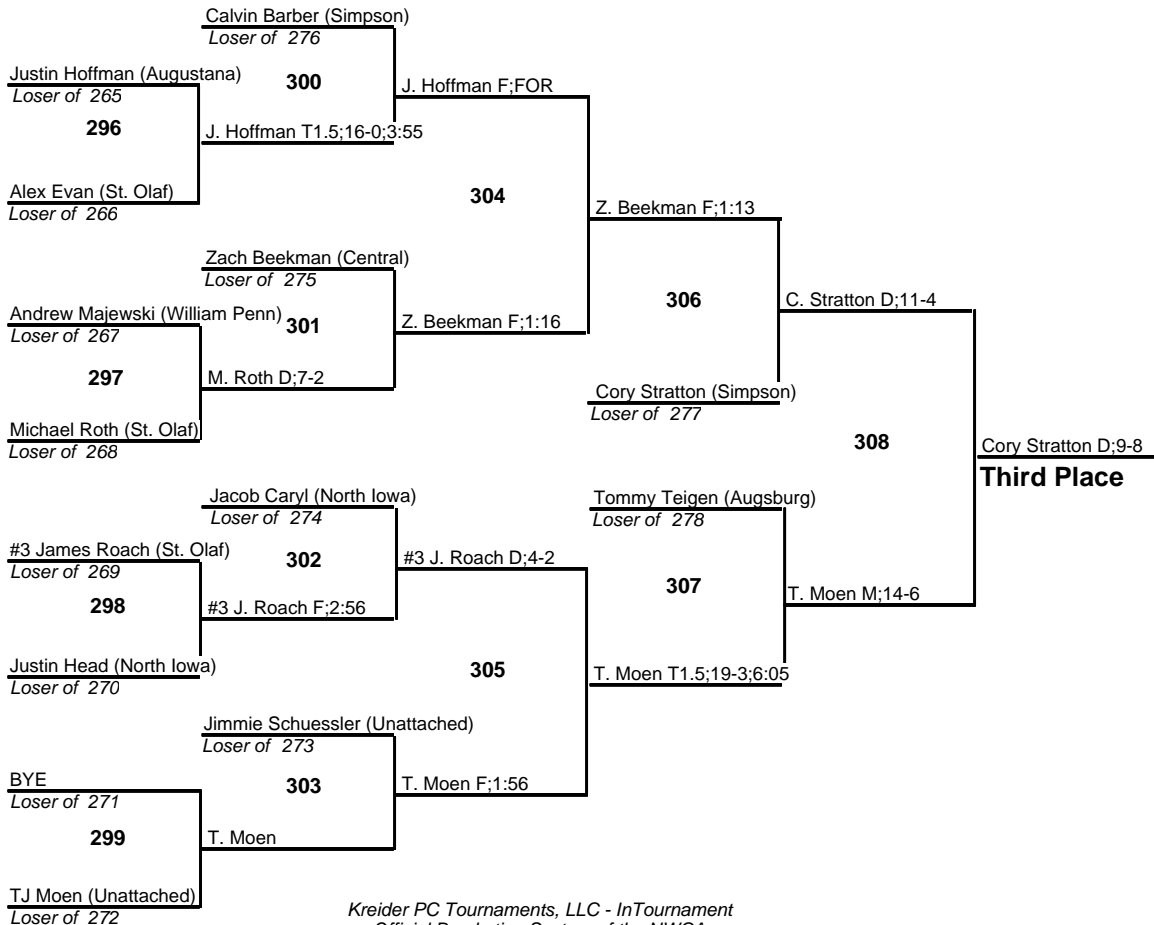 Calvin Barber (Simpson)
Loser of 276
Justin Hoffman (Augustana)
Loser of 265
300
J. Hoffman F;FOR
296
J. Hoffman T1.5;16-0;3:55
Alex Evan (St. Olaf)
Loser of 266
304
Z. Beekman F;1:13
Zach Beekman (Central)
Loser of 275
Andrew Majewski (William Penn)
Loser of 267
301
Z. Beekman F;1:16
306
C. Stratton D;11-4
297
M. Roth D;7-2
Cory Stratton (Simpson)
Loser of 277
Michael Roth (St. Olaf)
Loser of 268
308
Cory Stratton D;9-8
Third Place
Jacob Caryl (North Iowa)
Loser of 274
Tommy Teigen (Augsburg)
Loser of 278
#3 James Roach (St. Olaf)
Loser of 269
302
#3 J. Roach D;4-2
307
T. Moen M;14-6
298
#3 J. Roach F;2:56
Justin Head (North Iowa)
Loser of 270
305
T. Moen T1.5;19-3;6:05
Jimmie Schuessler (Unattached)
Loser of 273
BYE
Loser of 271
303
T. Moen F;1:56
299
T. Moen
TJ Moen (Unattached)
Loser of 272
Kreider PC Tournaments, LLC - InTournament